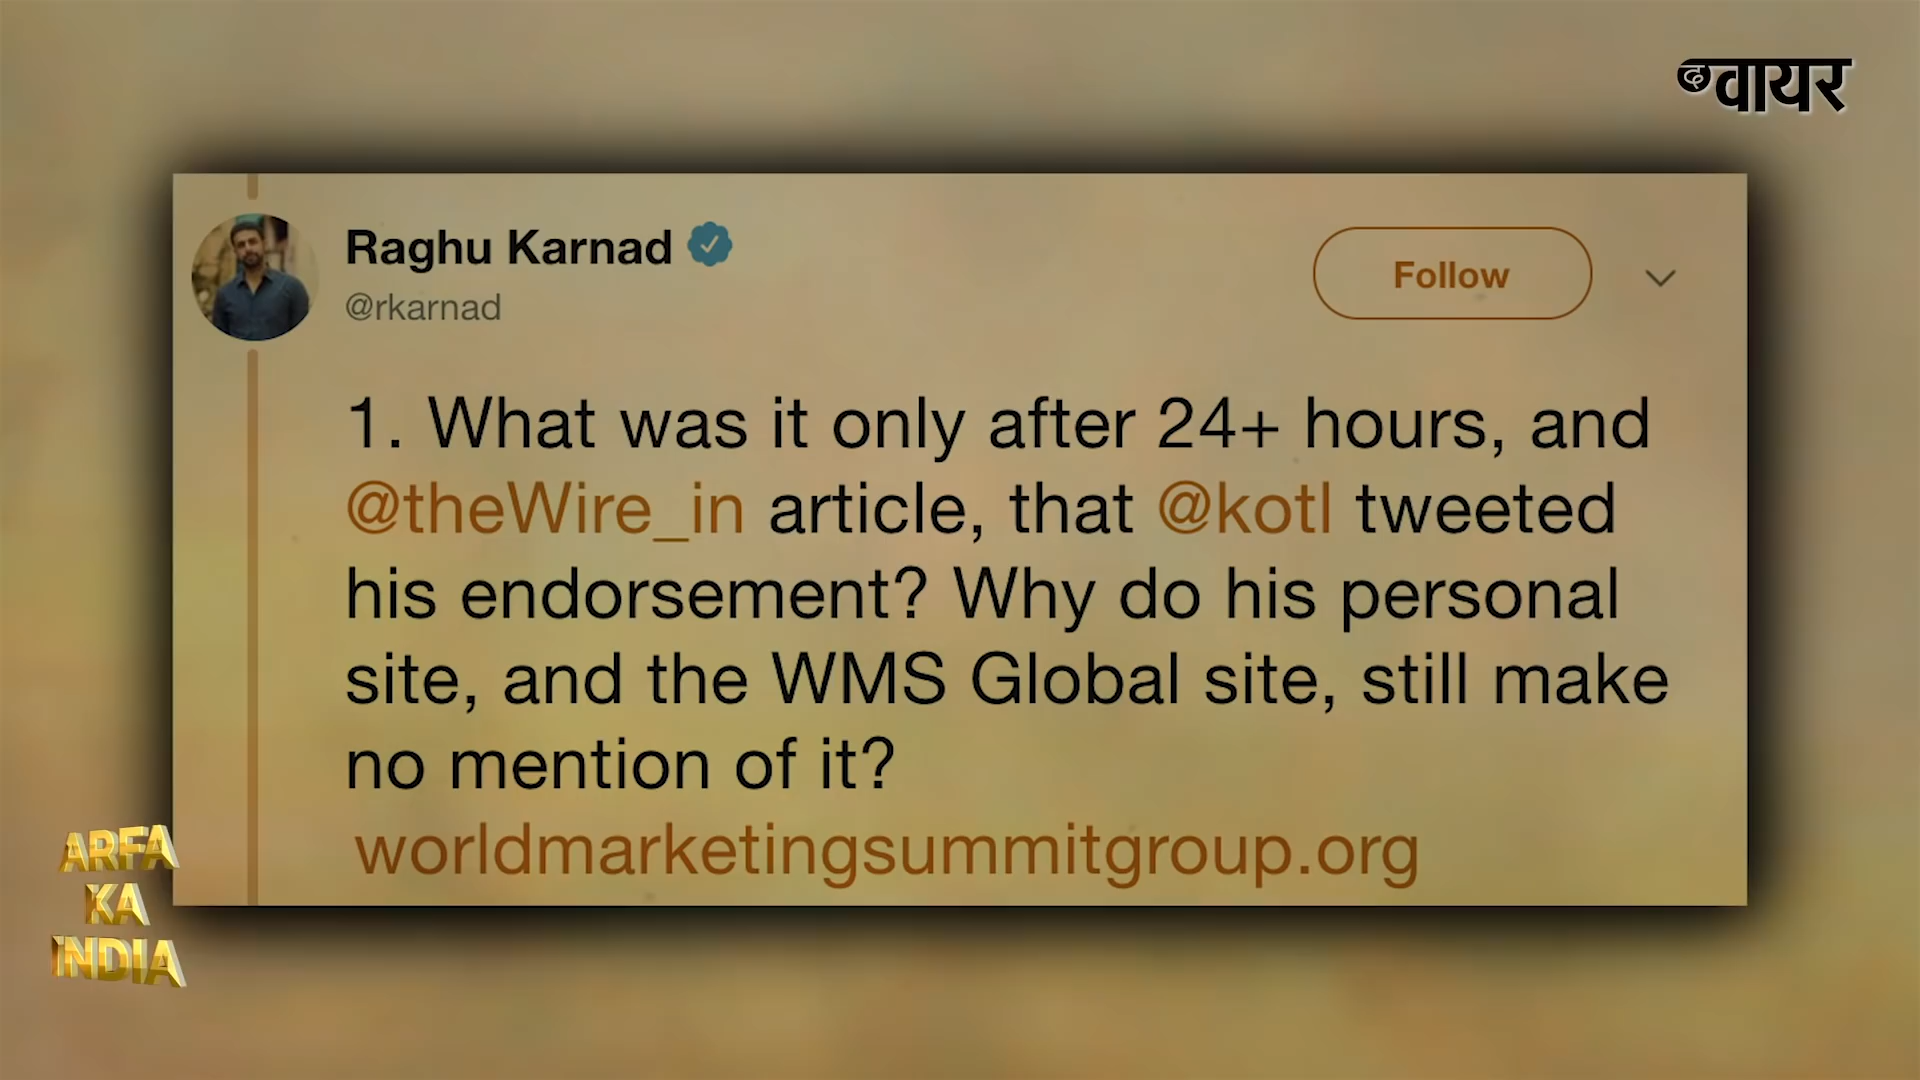 द वायर
Raghu Karnad
@rkarnad
Follow
1. What was it only after 24+ hours, and
@theWire_in article, that @kotl tweeted
his endorsement? Why do his personal
site, and the WMS Global site, still make
no mention of it?
worldmarketingsummitgroup.org
ARFA
KA
INDIA